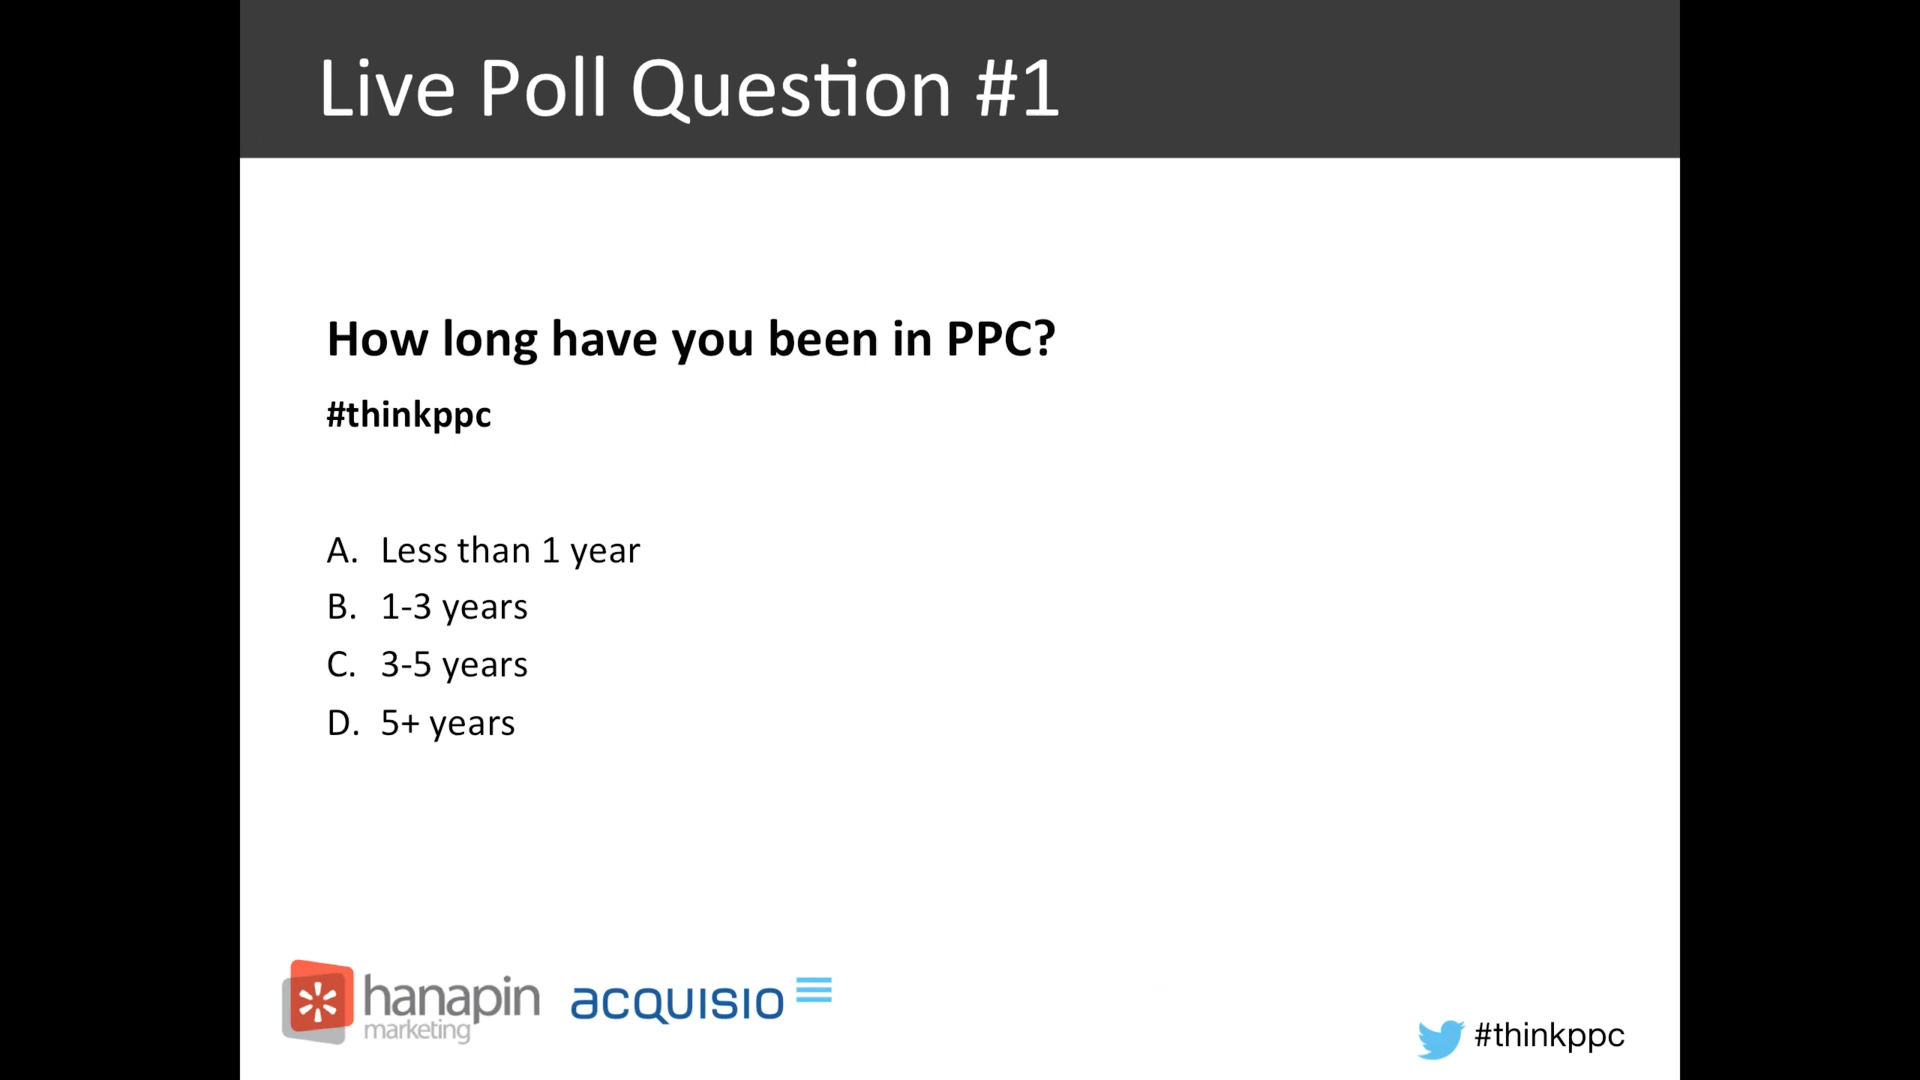 Live Poll Question #1
How long have you been in PPC?
#thinkppc
A. Less than 1 year
B. 1-3 years
C. 3-5 years
D. 5+ years
hanapin
marketing
acquisio
#thinkppc